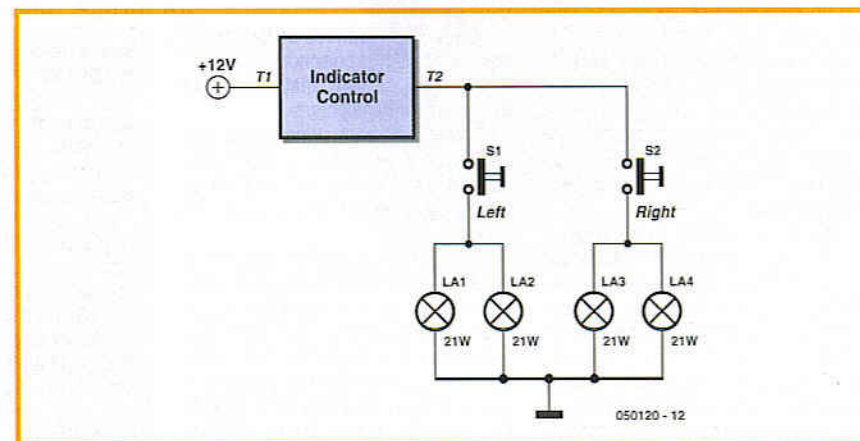 +12V
T1
Indicator
Control
T2
S1
Left
S2
Right
LA1
LA2
LA3
LA4
21W
21W
21W
21W
050120 - 12